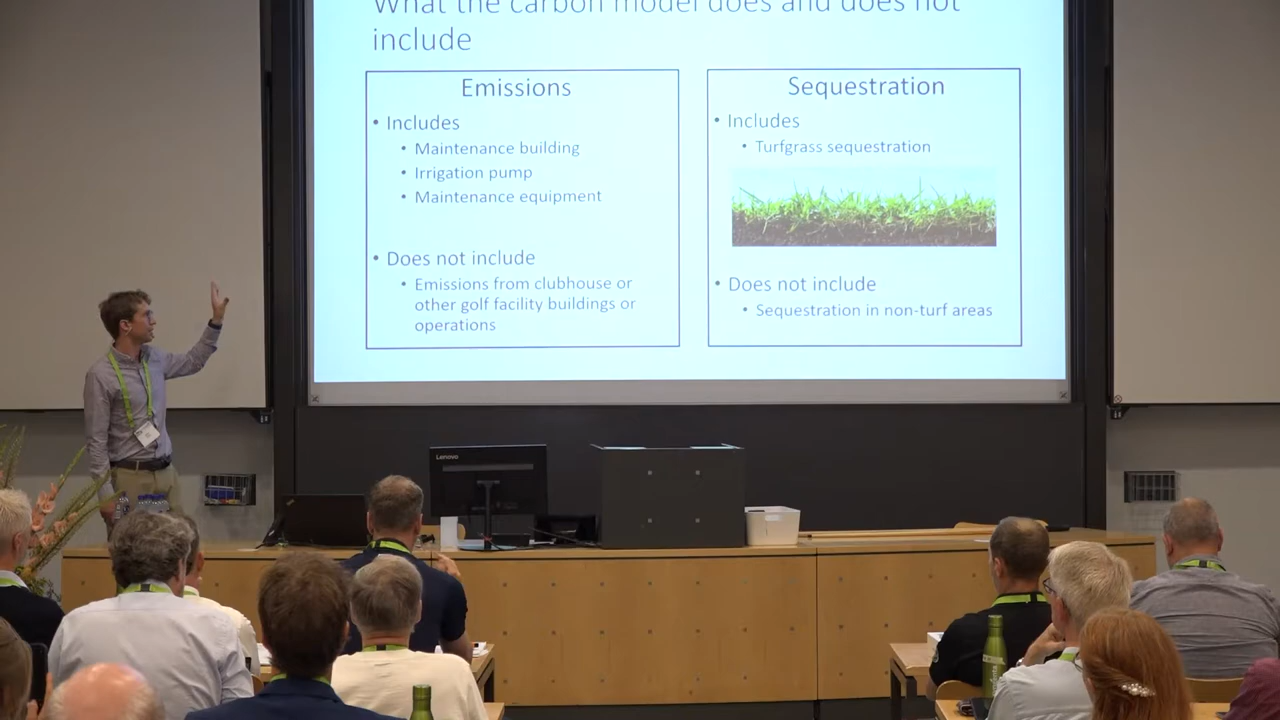 What the carbon model does and does not
include
Emissions
• Includes
• Maintenance building
• Irrigation pump
• Maintenance equipment
• Does not include
• Emissions from clubhouse or
other golf facility buildings or
operations
Sequestration
• Includes
• Turfgrass sequestration
• Does not include
• Sequestration in non-turf areas
Lenovo